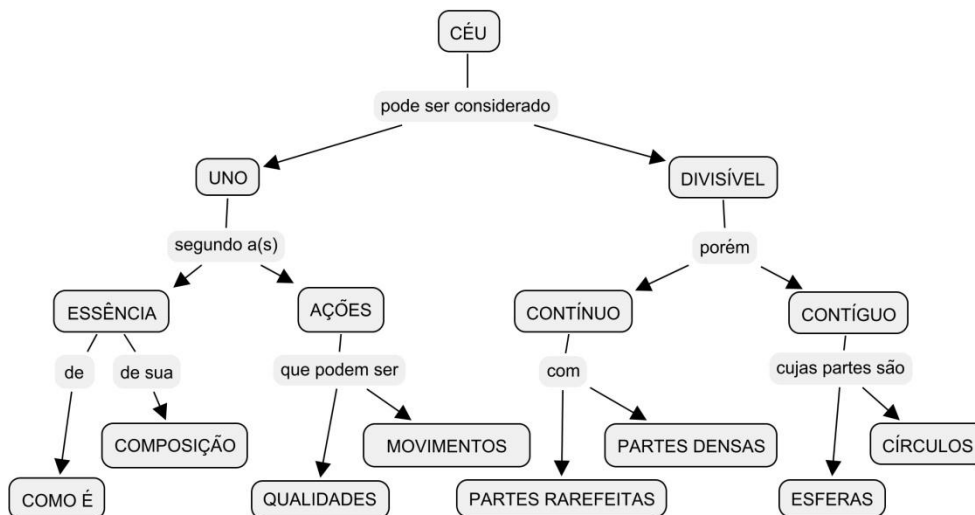 CÉU
pode ser considerado
UNO
DIVISÍVEL
segundo a(s)
porém
ESSÊNCIA
AÇÕES
CONTÍNUO
CONTÍGUO
de
de sua
que podem ser
com
cujas partes são
COMPOSIÇÃO
MOVIMENTOS
PARTES DENSAS
CÍRCULOS
COMO É
QUALIDADES
PARTES RAREFEITAS
ESFERAS